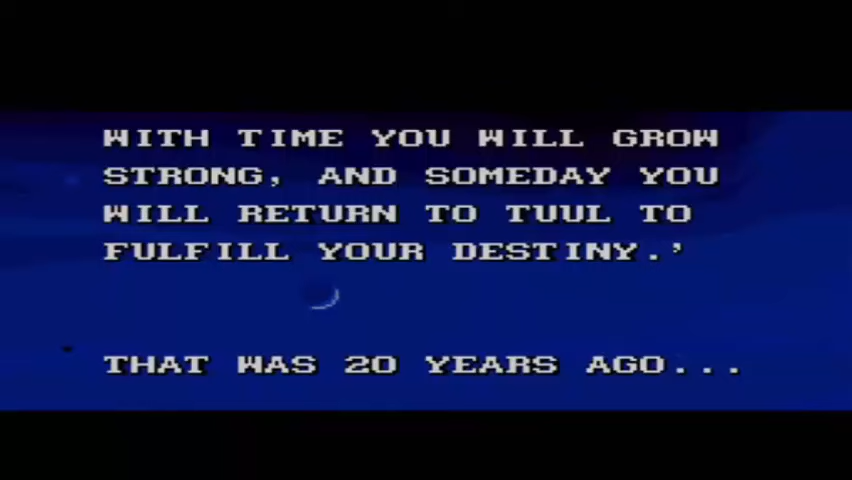 WITH TIME YOU WILL GROW
STRONG, AND SOMEDAY YOU
WILL RETURN TO TUUL TO
FULFILL YOUR DESTINY.'
THAT WAS 20 YEARS AGO...